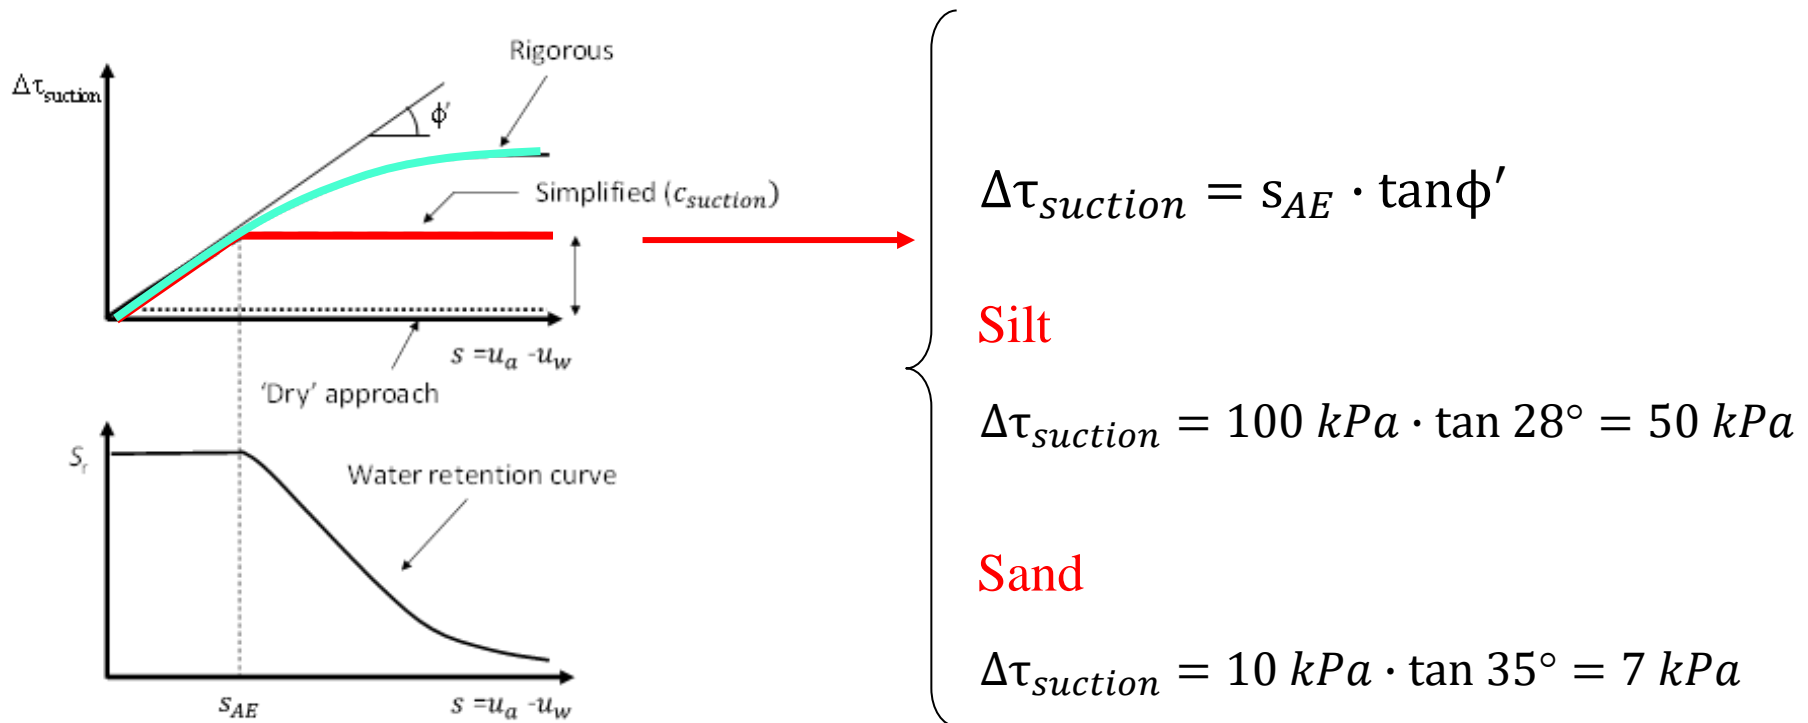 Rigorous
Δτsuction
ϕ′
Simplified (csuction)
s =ua -uw
'Dry' approach
Sr
Water retention curve
sAE
s =ua -uw
Δτsuction = sAE · tanϕ′
Silt
Δτsuction = 100 kPa · tan 28° = 50 kPa
Sand
Δτsuction = 10 kPa · tan 35° = 7 kPa